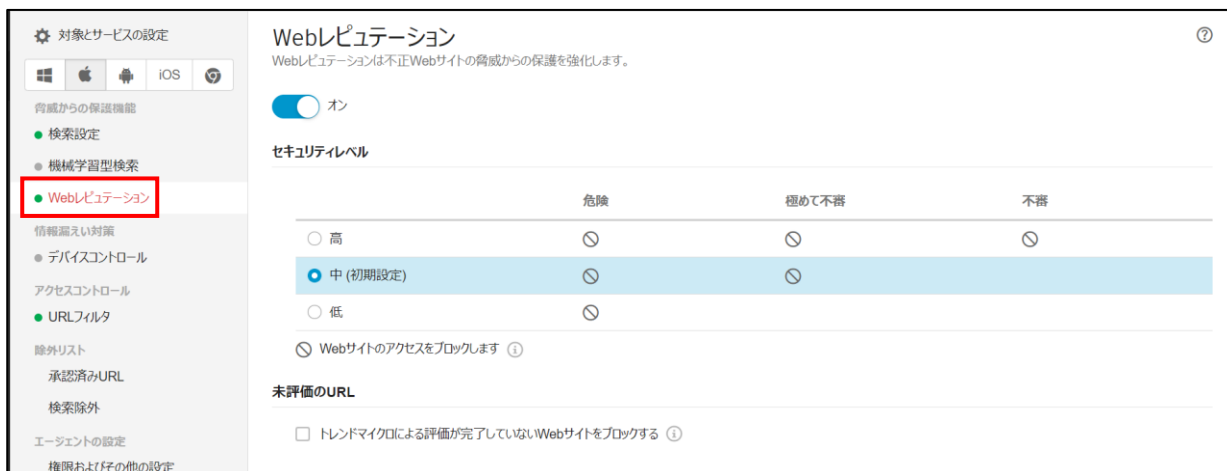 対象とサービスの設定
iOS
脅威からの保護機能
検索設定
機械学習型検索
Webレピュテーション
情報漏えい対策
デバイスコントロール
アクセスコントロール
URLフィルタ
除外リスト
承認済みURL
検索除外
エージェントの設定
権限およびその他の設定
Webレピュテーション
Webレピュテーションは不正Webサイトの脅威からの保護を強化します。
オン
セキュリティレベル
危険 極めて不審 不審
高
中 (初期設定)
低
Webサイトのアクセスをブロックします
未評価のURL
トレンドマイクロによる評価が完了していないWebサイトをブロックする